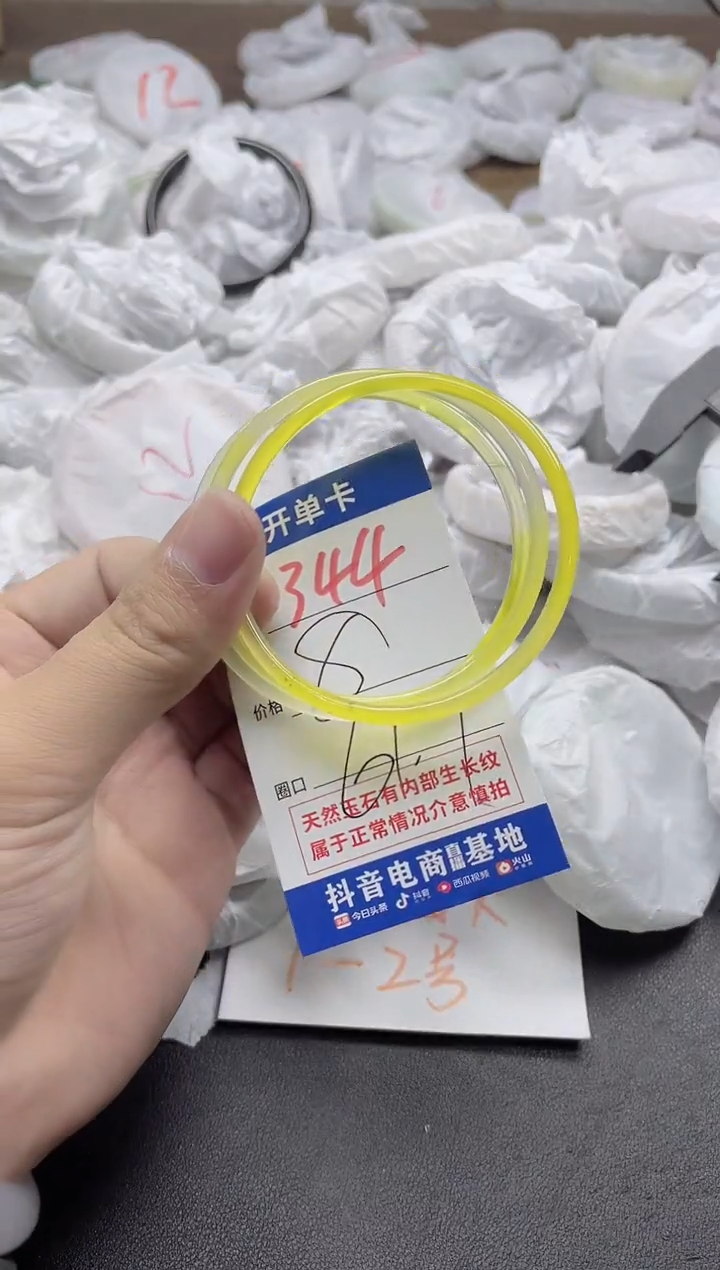 12
12
开单卡
344
8
价格
圈口 61.1
天然玉石有内部生长纹
属于正常情况介意慎拍
抖音电商直播基地
今日头条 抖音 西瓜视频 火山
1-2号